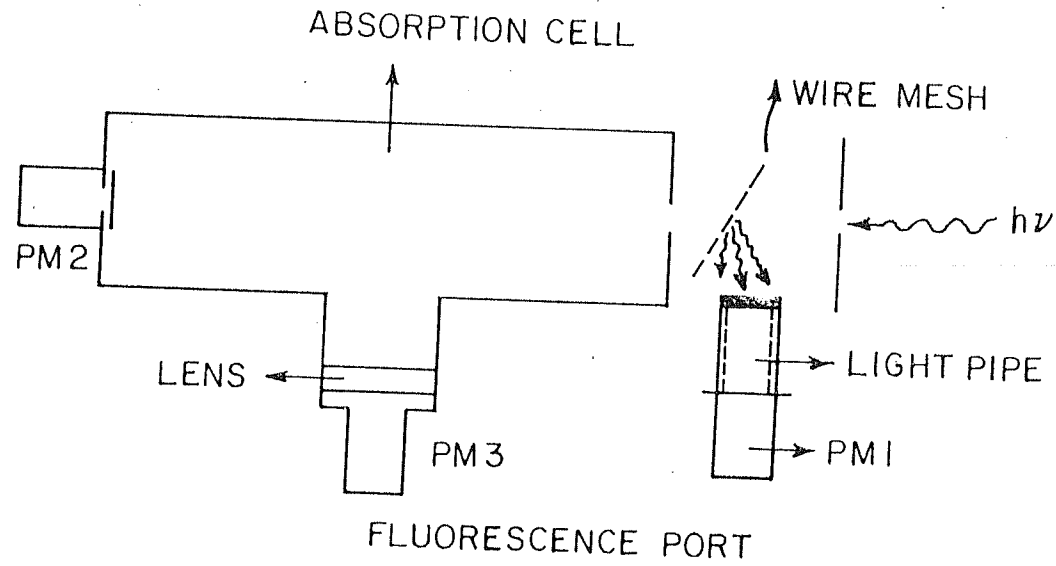 ABSORPTION CELL
WIRE MESH
hν
PM2
LENS
LIGHT PIPE
PM3
PM1
FLUORESCENCE PORT